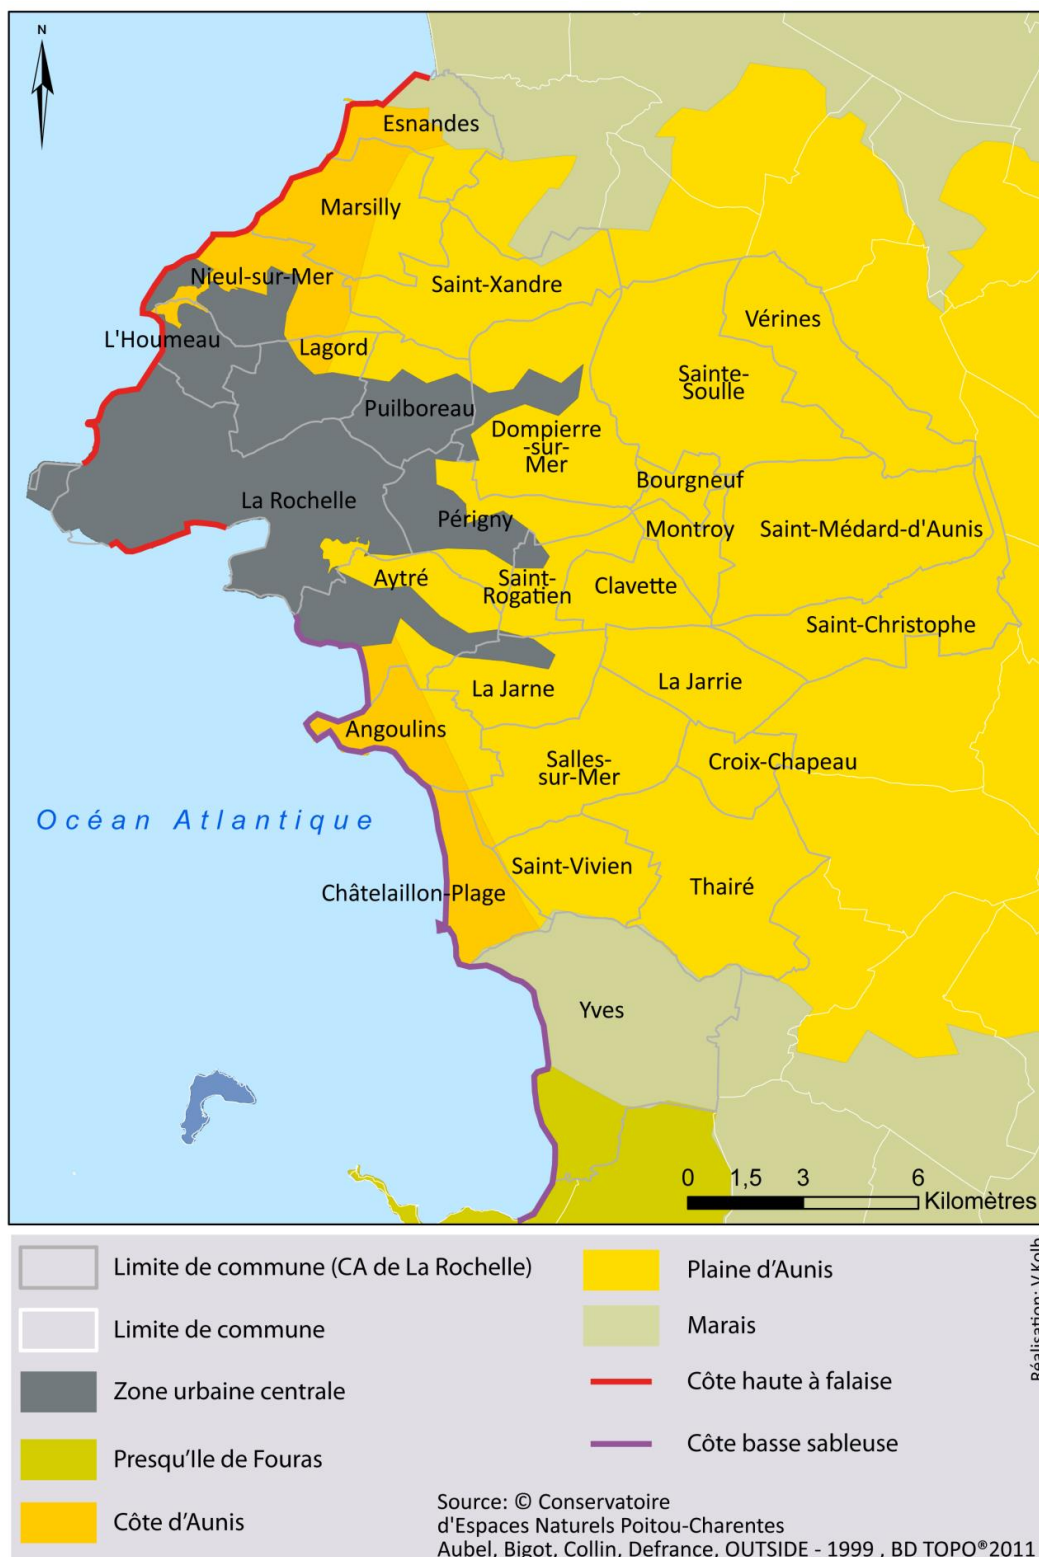 N
Esnandes
Marsilly
Nieul-sur-Mer
Saint-Xandre
Vérines
L'Houmeau
Lagord
Sainte-
Soulle
Puilboreau
Dompierre
-sur-
Mer
Bourgneuf
La Rochelle
Périgny
Montroy
Saint-Médard-d'Aunis
Aytré
Saint-
Rogatien
Clavette
Saint-Christophe
La Jarne
La Jarrie
Angoulins
Salles-
sur-Mer
Croix-Chapeau
Océan Atlantique
Saint-Vivien
Thairé
Châtelaillon-Plage
Yves
0 1,5 3 6
Kilomètres
Limite de commune (CA de La Rochelle)
Limite de commune
Zone urbaine centrale
Presqu'Ile de Fouras
Côte d'Aunis
Plaine d'Aunis
Marais
Côte haute à falaise
Côte basse sableuse
Réalisation: V.Kolb
Source: © Conservatoire
d'Espaces Naturels Poitou-Charentes
Aubel, Bigot, Collin, Defrance, OUTSIDE - 1999 , BD TOPO®2011